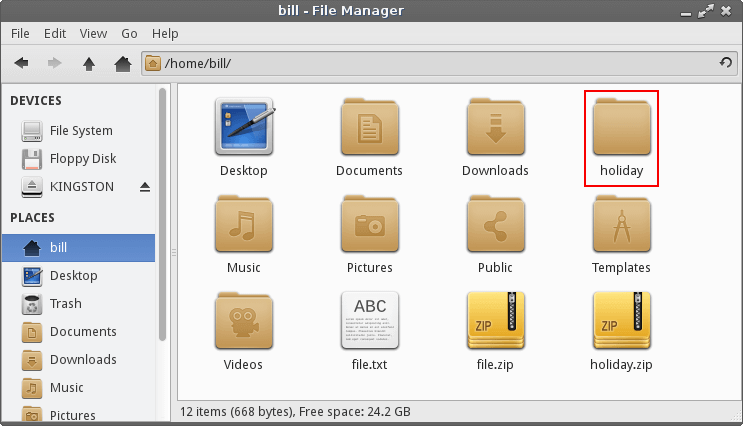 bill - File Manager
File Edit View Go Help
/home/bill/
DEVICES
File System
Floppy Disk
KINGSTON
PLACES
bill
Desktop
Trash
Documents
Downloads
Music
Pictures
Desktop Documents Downloads holiday
Music Pictures Public Templates
ABC ZIP ZIP
Videos file.txt file.zip holiday.zip
12 items (668 bytes), Free space: 24.2 GB